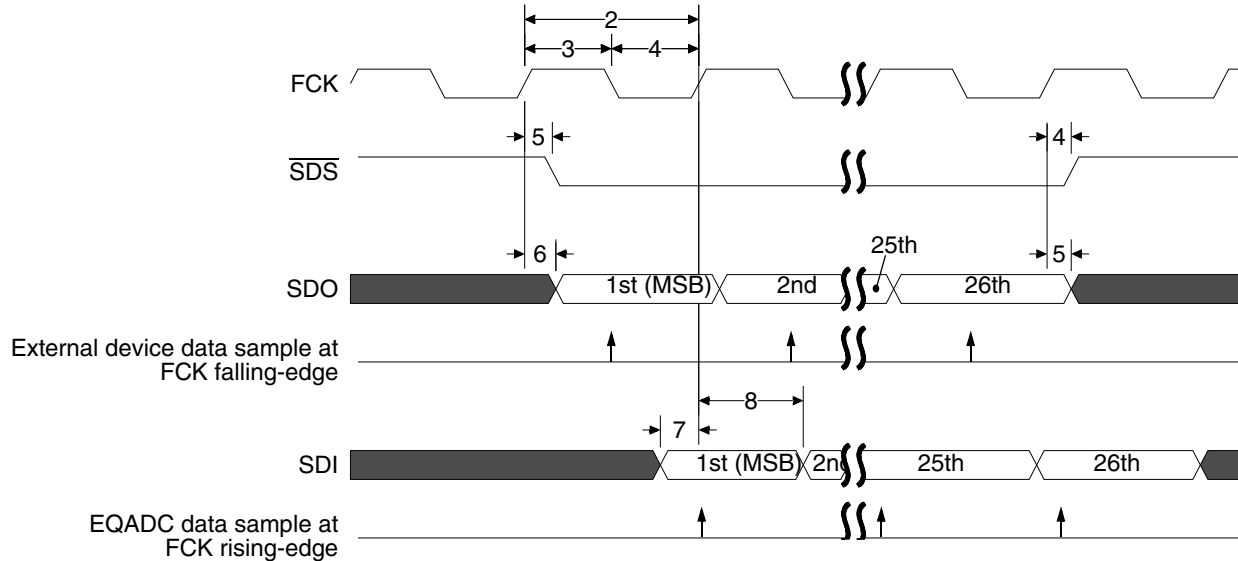 2
3
4
FCK
5
4
SDS
6
25th
5
SDO
1st (MSB)
2nd
26th
External device data sample at
FCK falling-edge
8
7
SDI
1st (MSB)
2nd
25th
26th
EQADC data sample at
FCK rising-edge